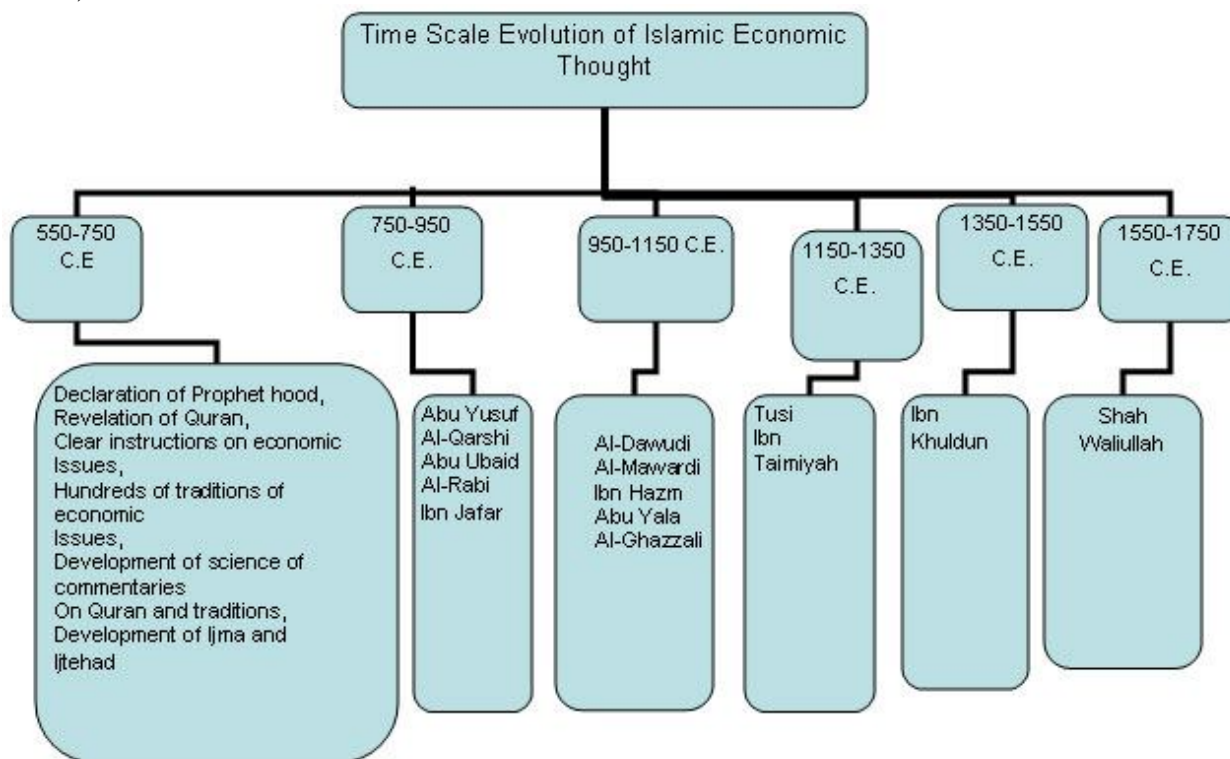 Time Scale Evolution of Islamic Economic
Thought
550-750
C.E
750-950
C.E.
950-1150 C.E.
1150-1350
C.E.
1350-1550
C.E.
1550-1750
C.E.
Declaration of Prophet hood,
Revelation of Quran,
Clear instructions on economic
Issues,
Hundreds of traditions of
economic
Issues,
Development of science of
commentaries
On Quran and traditions,
Development of Ijma and
Ijtehad
Abu Yusuf
Al-Qarshi
Abu Ubaid
Al-Rabi
Ibn Jafar
Al-Dawudi
Al-Mawardi
Ibn Hazm
Abu Yala
Al-Ghazzali
Tusi
Ibn
Taimiyah
Ibn
Khuldun
Shah
Waliullah